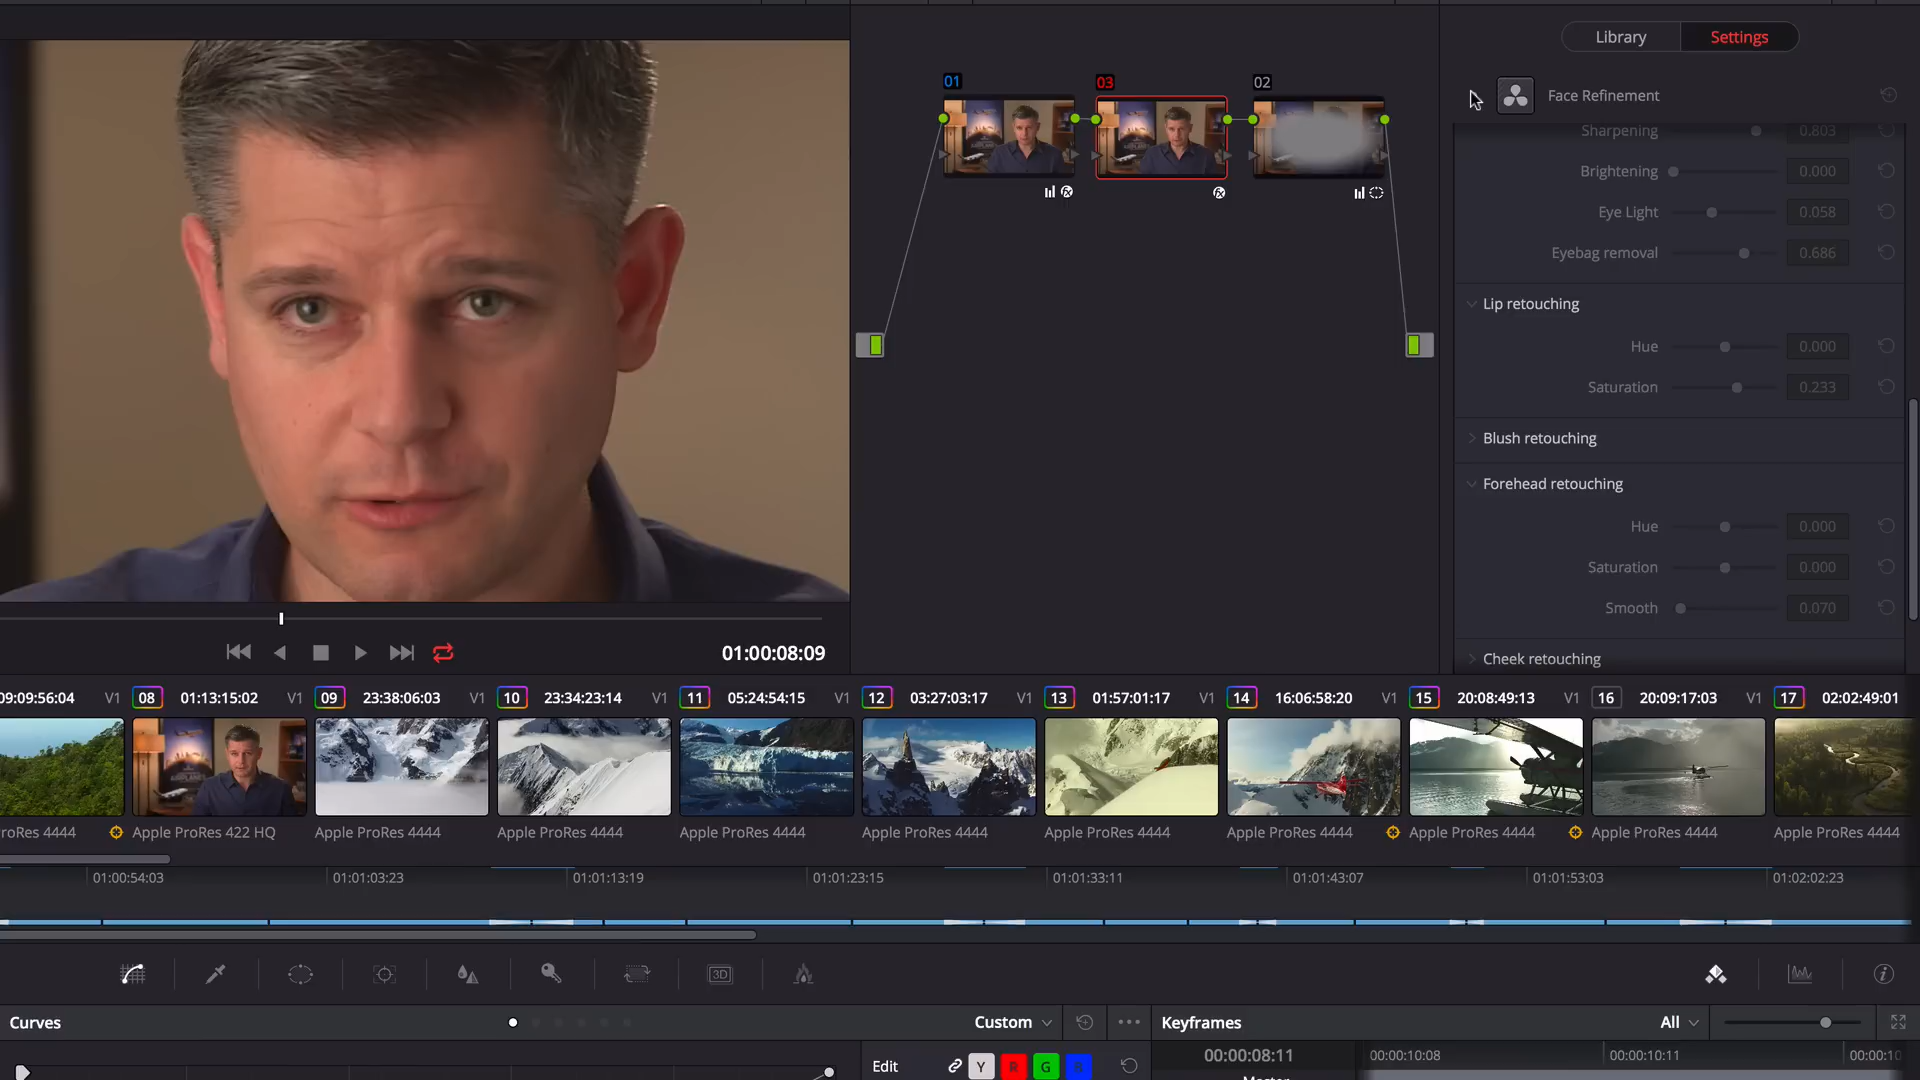 Library
Settings
01
03
02
Face Refinement
Sharpening 0.803
Brightening 0.000
Eye Light 0.058
Eyebag removal 0.686
Lip retouching
Hue 0.000
Saturation 0.233
Blush retouching
Forehead retouching
Hue 0.000
Saturation 0.000
Smooth 0.070
Cheek retouching
01:00:08:09
09:09:56:04 V1 08 01:13:15:02 V1 09 23:38:06:03 V1 10 23:34:23:14 V1 11 05:24:54:15 V1 12 03:27:03:17 V1 13 01:57:01:17 V1 14 16:06:58:20 V1 15 20:08:49:13 V1 16 20:09:17:03 V1 17 02:02:49:01
roRes 4444 Apple ProRes 422 HQ Apple ProRes 4444 Apple ProRes 4444 Apple ProRes 4444 Apple ProRes 4444 Apple ProRes 4444 Apple ProRes 4444 Apple ProRes 4444 Apple ProRes 4444 Apple ProRes 4444
01:00:54:03 01:01:03:23 01:01:13:19 01:01:23:15 01:01:33:11 01:01:43:07 01:01:53:03 01:02:02:23
3D
Curves Custom Keyframes All
Edit Y R G B 00:00:08:11 00:00:10:08 00:00:10:11 00:00:10
Master